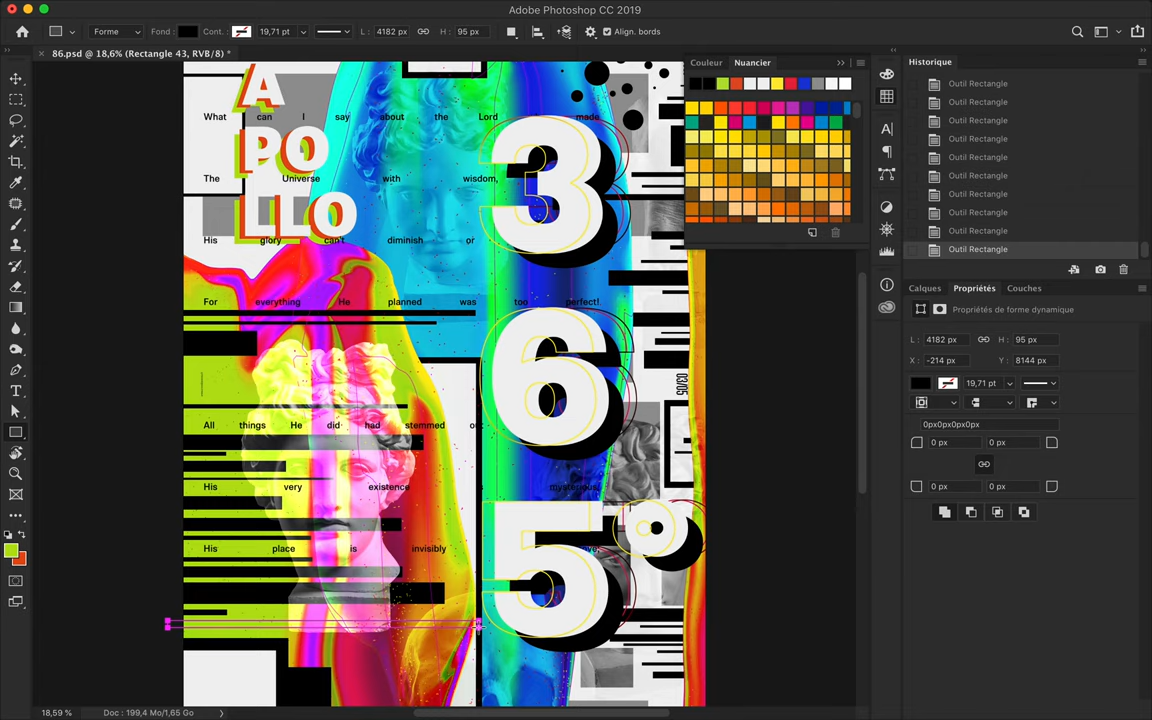 Adobe Photoshop CC 2019
Forme
Fond :
Cont. :
19,71 pt
L : 4182 px
H : 95 px
Align. bords
86.psd @ 18,6% (Rectangle 43, RVB/8) *
Couleur
Nuancier
Historique
Outil Rectangle
Outil Rectangle
Outil Rectangle
Outil Rectangle
Outil Rectangle
Outil Rectangle
Outil Rectangle
Outil Rectangle
Outil Rectangle
Outil Rectangle
Calques
Propriétés
Couches
Propriétés de forme dynamique
L : 4182 px
H : 95 px
X : -214 px
Y : 8144 px
19,71 pt
0px0px0px0px
0 px
0 px
0 px
0 px
A
PO
LLO
What can I say about the Lord made
The Universe with wisdom,
His glory can't diminish or
For everything He planned was too perfect!
All things He did had stemmed
His very existence mysterious
His place is invisibly
3
6
5°
03/05
18,59 %
Doc : 199,4 Mo/1,65 Go